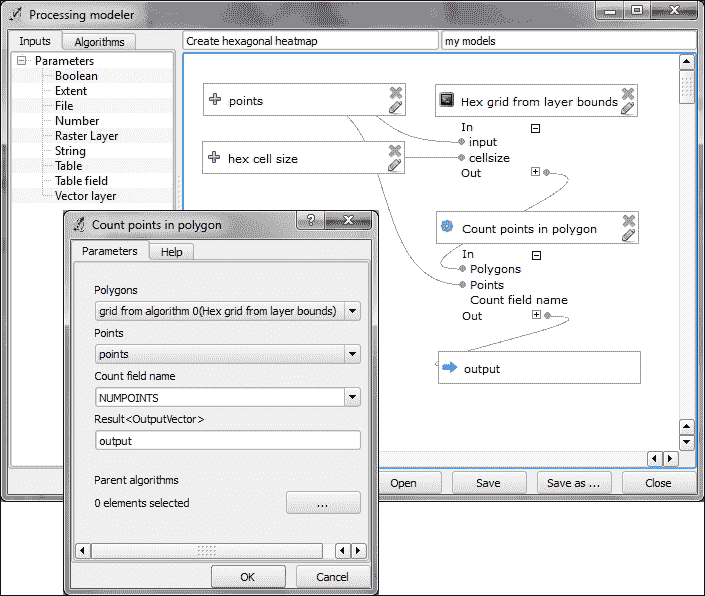 Processing modeler
Inputs
Algorithms
Create hexagonal heatmap
my models
Parameters
Boolean
Extent
File
Number
Raster Layer
String
Table
Table field
Vector layer
points
hex cell size
Hex grid from layer bounds
In
input
cellsize
Out
Count points in polygon
In
Polygons
Points
Count field name
Out
output
Open
Save
Save as ...
Close
Count points in polygon
Parameters
Help
Polygons
grid from algorithm 0(Hex grid from layer bounds)
Points
points
Count field name
NUMPOINTS
Result<OutputVector>
output
Parent algorithms
0 elements selected
...
OK
Cancel